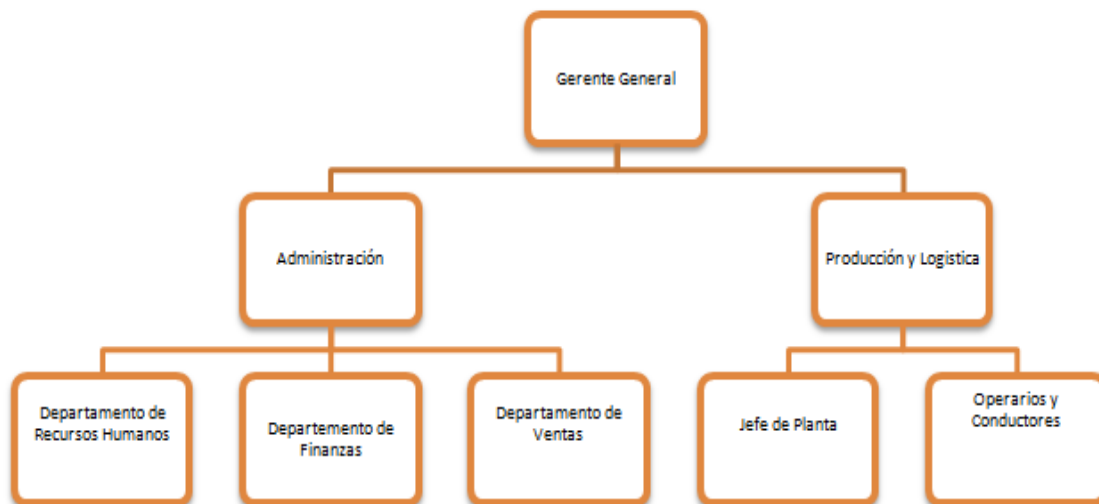 Gerente General
Administración
Producción y Logistica
Departamento de
Recursos Humanos
Departemento de
Finanzas
Departamento de
Ventas
Jefe de Planta
Operarios y
Conductores